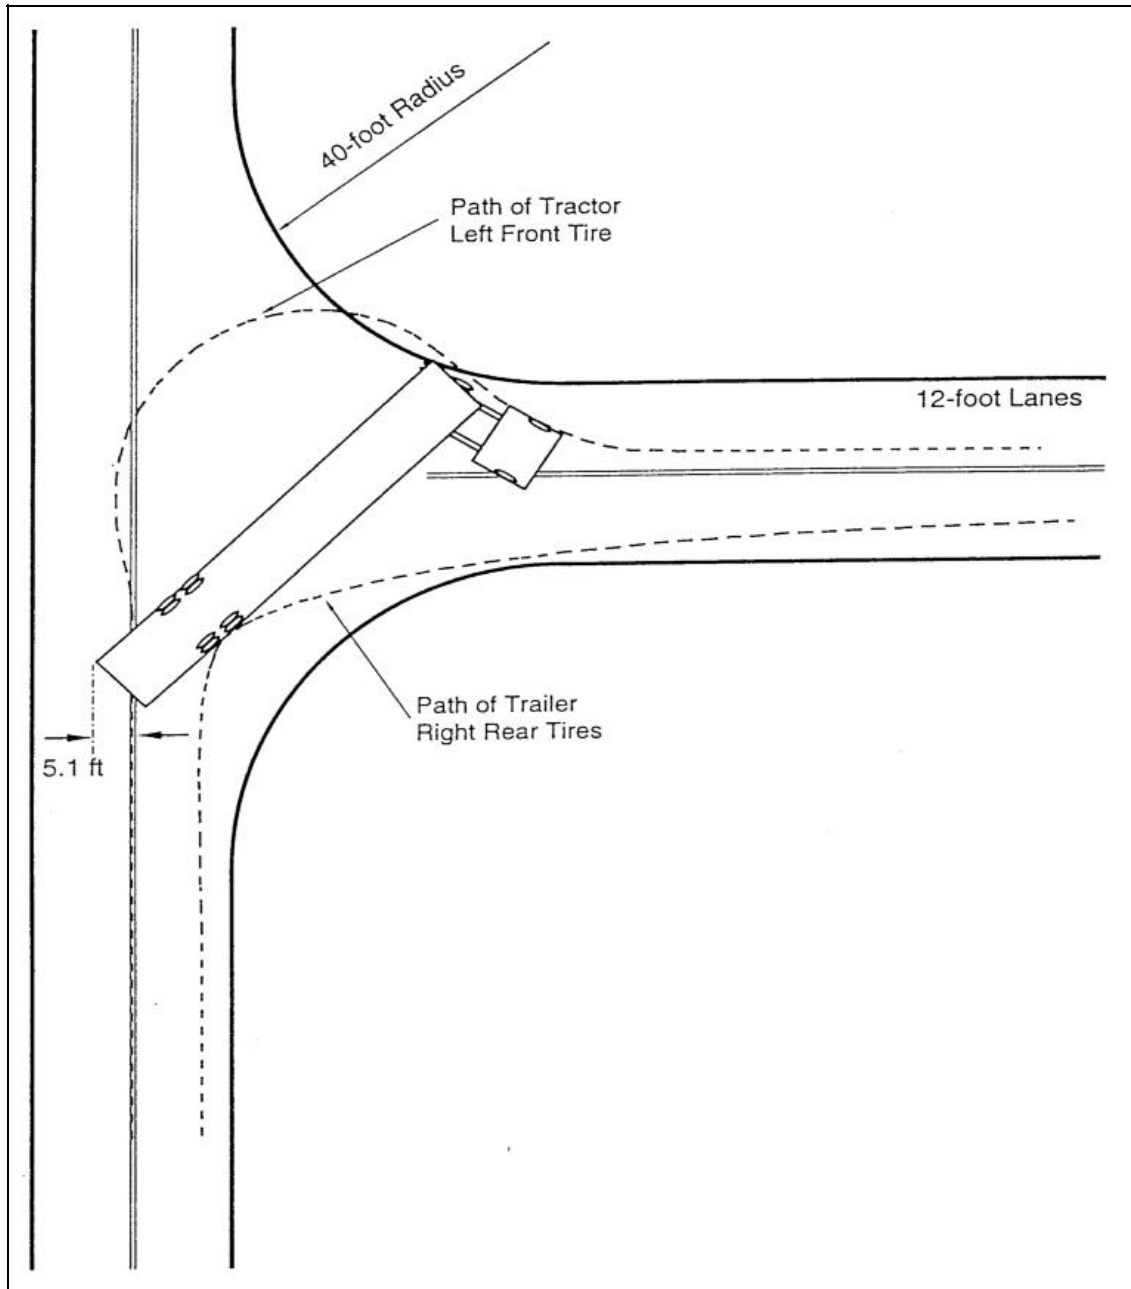 40-foot Radius
Path of Tractor
Left Front Tire
12-foot Lanes
Path of Trailer
Right Rear Tires
5.1 ft